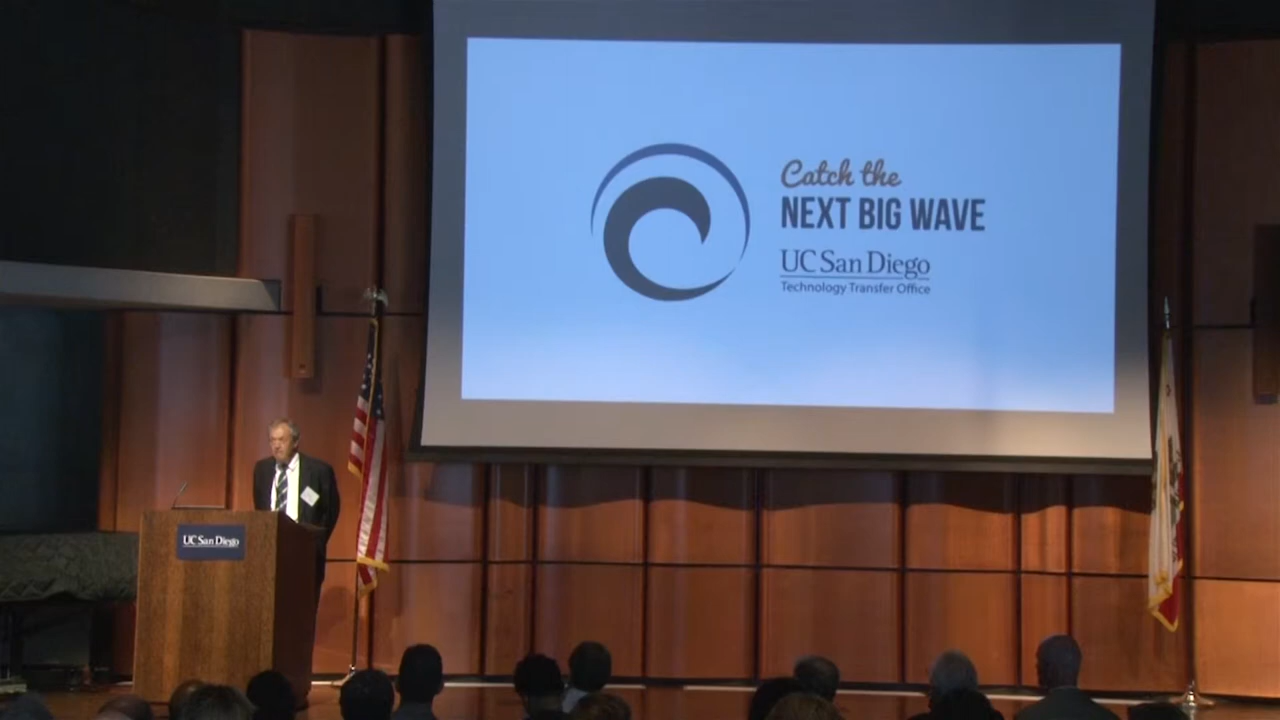 Catch the
NEXT BIG WAVE
UC San Diego
Technology Transfer Office
UC San Diego